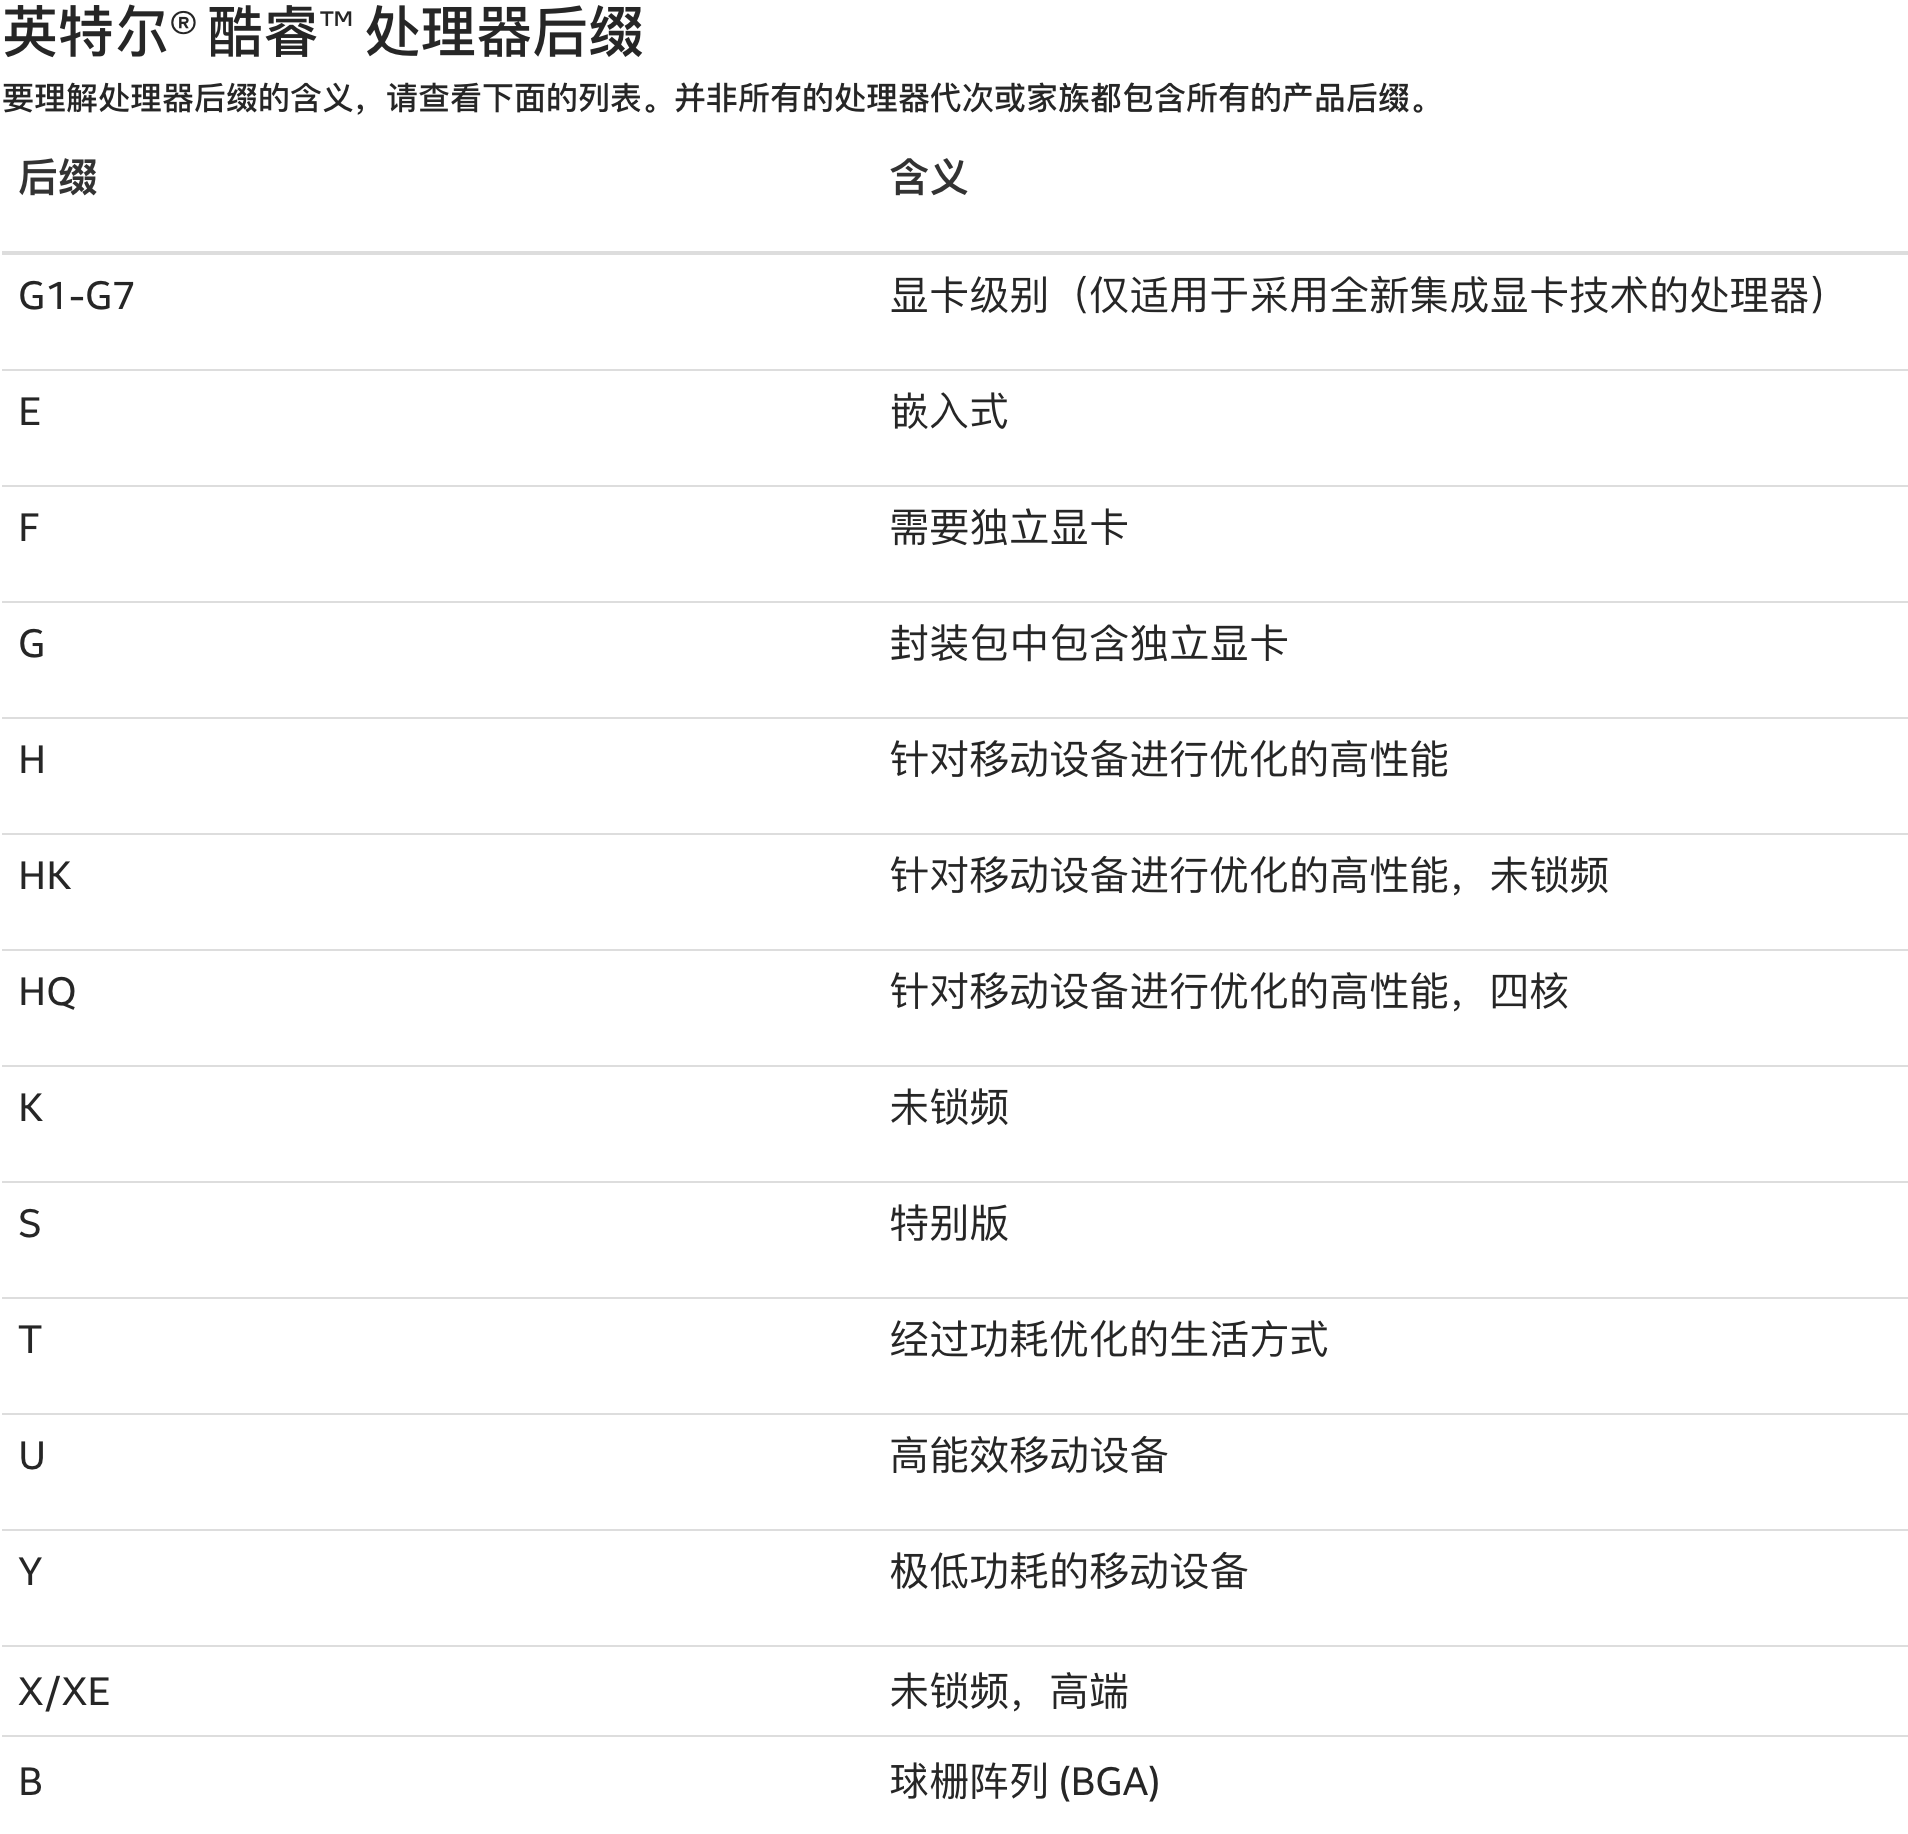 英特尔® 酷睿™ 处理器后缀
要理解处理器后缀的含义，请查看下面的列表。并非所有的处理器代次或家族都包含所有的产品后缀。
后缀 含义
G1-G7 显卡级别（仅适用于采用全新集成显卡技术的处理器）
E 嵌入式
F 需要独立显卡
G 封装包中包含独立显卡
H 针对移动设备进行优化的高性能
HK 针对移动设备进行优化的高性能，未锁频
HQ 针对移动设备进行优化的高性能，四核
K 未锁频
S 特别版
T 经过功耗优化的生活方式
U 高能效移动设备
Y 极低功耗的移动设备
X/XE 未锁频，高端
B 球栅阵列 (BGA)